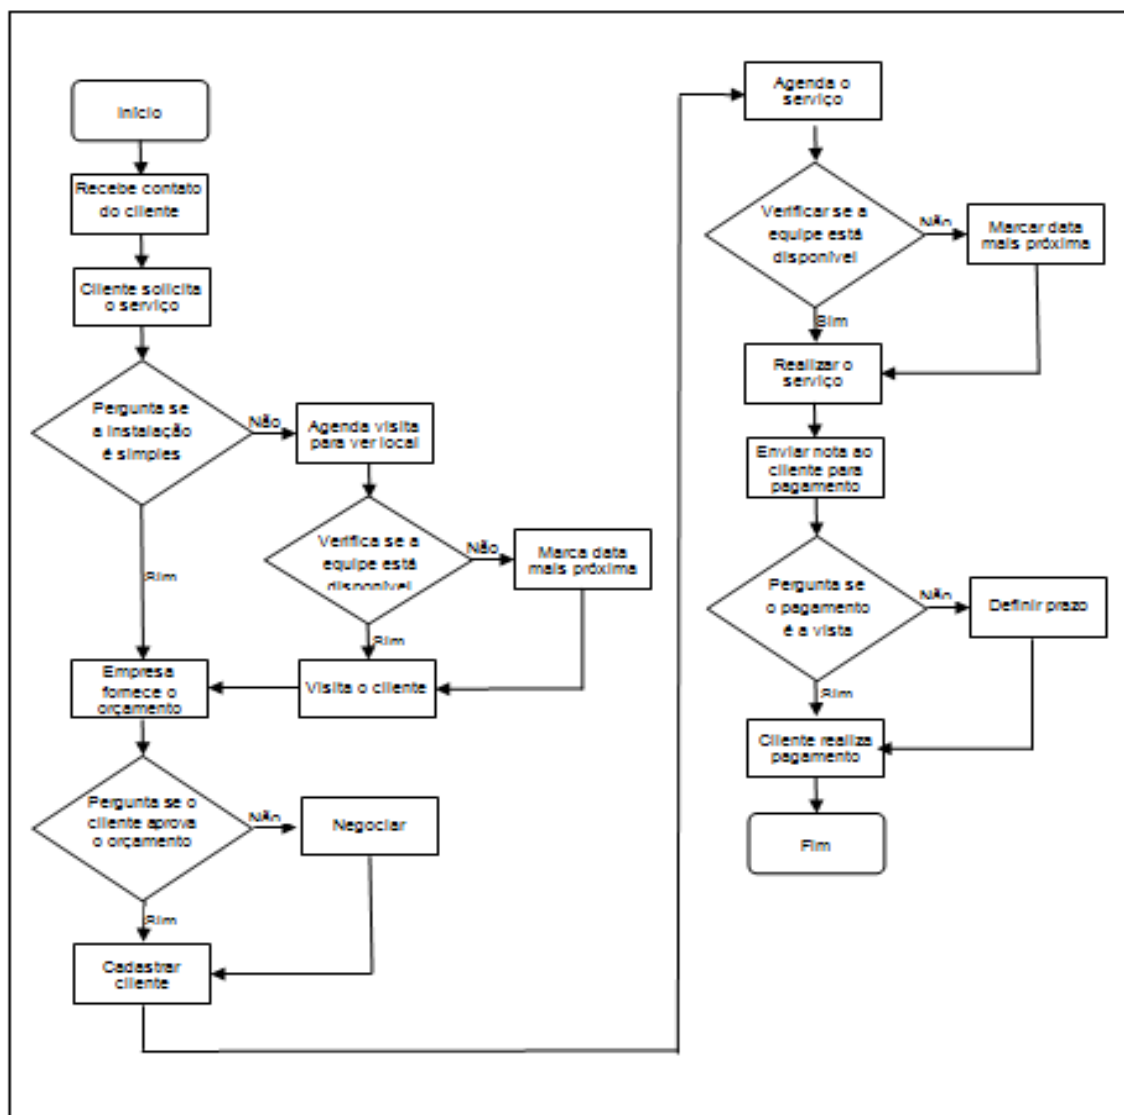 Início
Recebe contato
do cliente
Cliente solicita
o serviço
Pergunta se
a instalação
é simples
Não
Agenda visita
para ver local
Verifica se a
equipe está
disponível
Não
Marca data
mais próxima
Sim
Sim
Visita o cliente
Empresa
fornece o
orçamento
Pergunta se o
cliente aprova
o orçamento
Não
Negociar
Sim
Cadastrar
cliente
Agenda o
serviço
Verificar se a
equipe está
disponível
Não
Marcar data
mais próxima
Sim
Realizar o
serviço
Enviar nota ao
cliente para
pagamento
Pergunta se
o pagamento
é a vista
Não
Definir prazo
Sim
Cliente realiza
pagamento
Fim